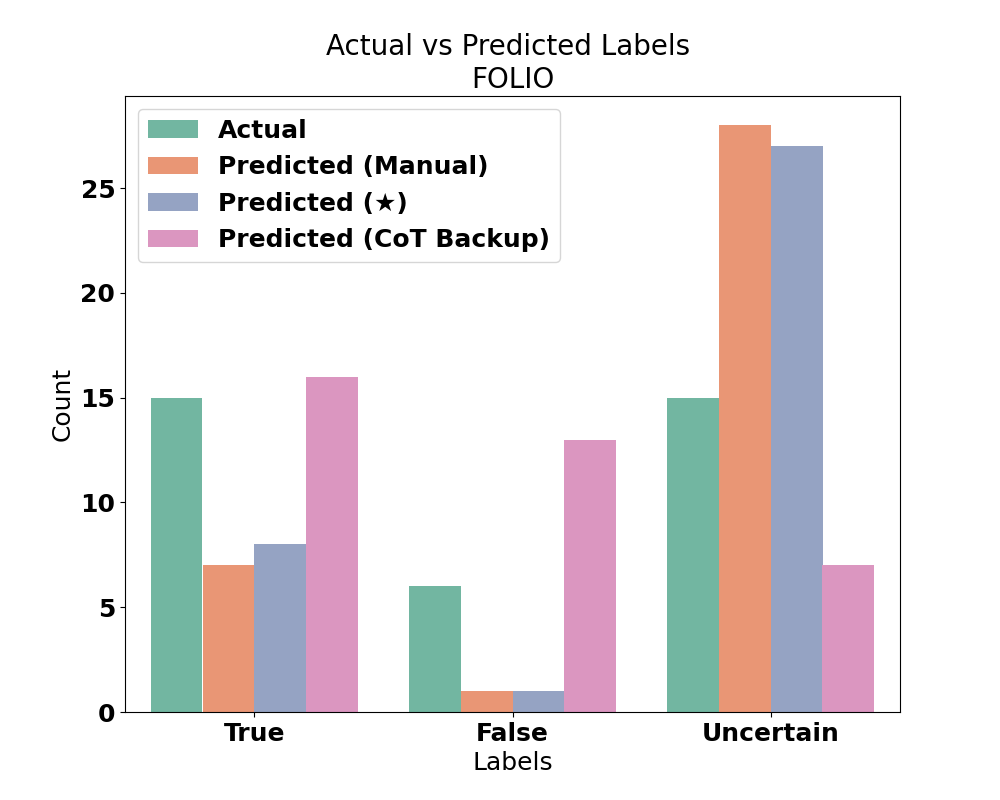 Actual vs Predicted Labels
FOLIO
Actual
Predicted (Manual)
Predicted (★)
Predicted (CoT Backup)
Count
25
20
15
10
5
0
True
False
Uncertain
Labels